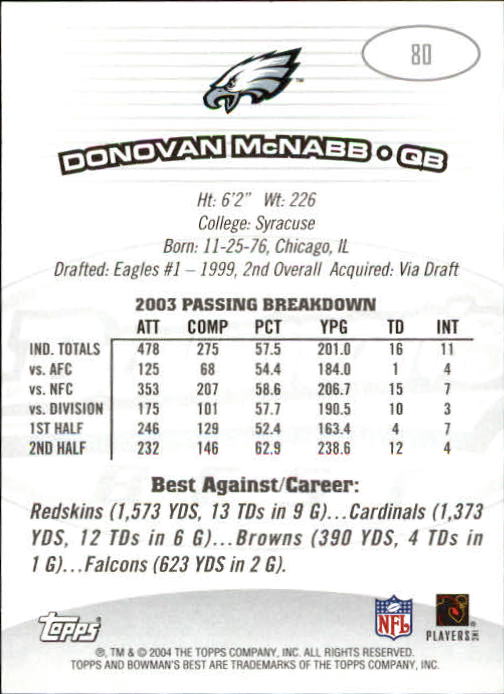 80
DONOVAN McNABB • QB
Ht: 6'2" Wt: 226
College: Syracuse
Born: 11-25-76, Chicago, IL
Drafted: Eagles #1 – 1999, 2nd Overall Acquired: Via Draft
2003 PASSING BREAKDOWN
ATT COMP PCT YPG TD INT
IND. TOTALS 478 275 57.5 201.0 16 11
vs. AFC 125 68 54.4 184.0 1 4
vs. NFC 353 207 58.6 206.7 15 7
vs. DIVISION 175 101 57.7 190.5 10 3
1ST HALF 246 129 52.4 163.4 4 7
2ND HALF 232 146 62.9 238.6 12 4
Best Against/Career:
Redskins (1,573 YDS, 13 TDs in 9 G)...Cardinals (1,373
YDS, 12 TDs in 6 G)...Browns (390 YDS, 4 TDs in
1 G)...Falcons (623 YDS in 2 G).
Topps
NFL
PLAYERS INC
®, TM & © 2004 THE TOPPS COMPANY, INC. ALL RIGHTS RESERVED.
TOPPS AND BOWMAN'S BEST ARE TRADEMARKS OF THE TOPPS COMPANY, INC.